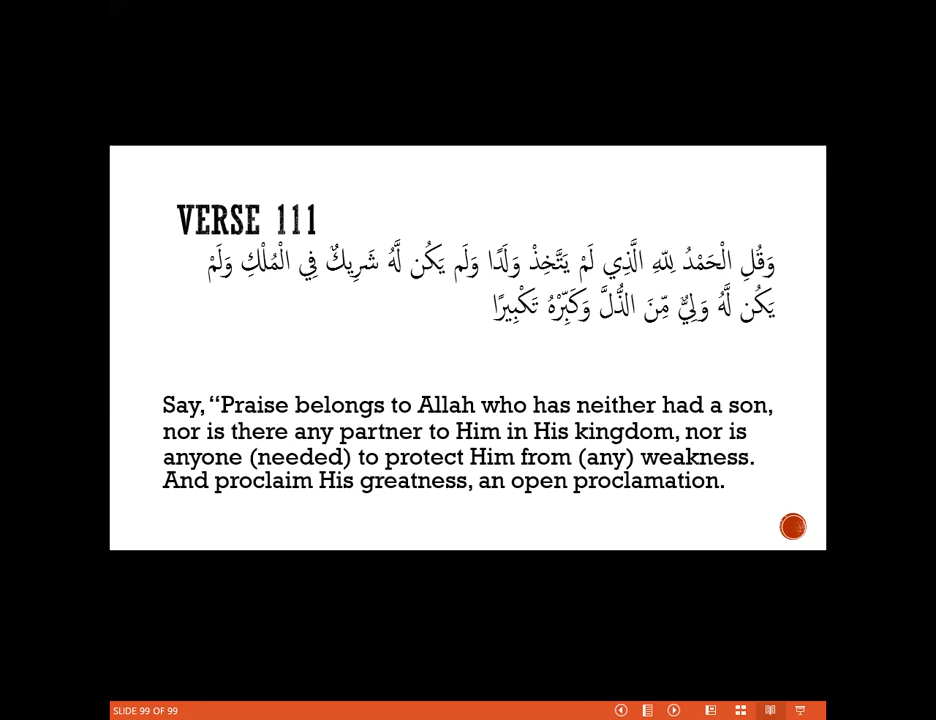 VERSE 111
وَقُلِ الْحَمْدُ لِلَّهِ الَّذِي لَمْ يَتَّخِذْ وَلَدًا وَلَم يَكُن لَّهُ شَرِيكٌ فِي الْمُلْكِ وَلَمْ
يَكُن لَّهُ وَلِيٌّ مِّنَ الذُّلِّ وَكَبِّرْهُ تَكْبِيرًا
Say, “Praise belongs to Allah who has neither had a son,
nor is there any partner to Him in His kingdom, nor is
anyone (needed) to protect Him from (any) weakness.
And proclaim His greatness, an open proclamation.
SLIDE 99 OF 99